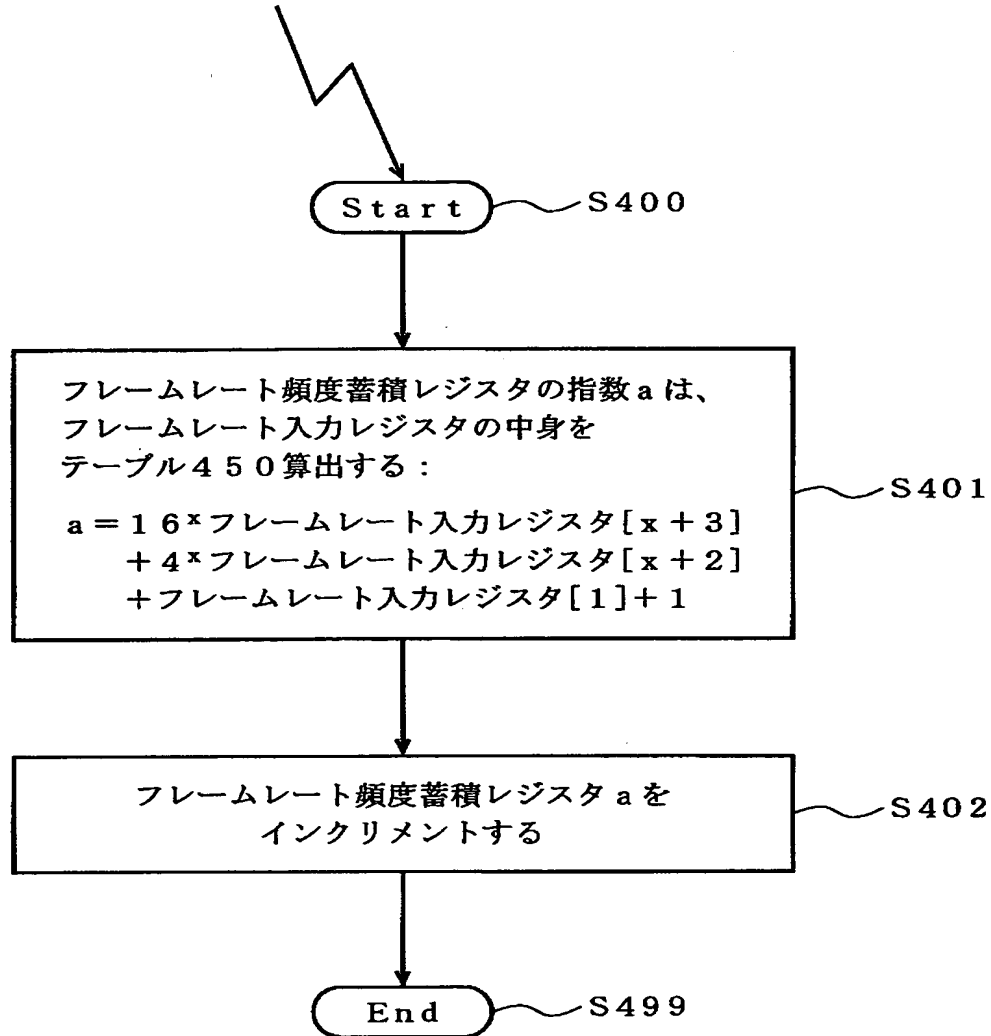 Start
S400
フレームレート頻度蓄積レジスタの指数aは、
フレームレート入力レジスタの中身を
テーブル450算出する:
a=16ˣフレームレート入力レジスタ[x+3]
+4ˣフレームレート入力レジスタ[x+2]
+フレームレート入力レジスタ[1]+1
S401
フレームレート頻度蓄積レジスタaを
インクリメントする
S402
End
S499